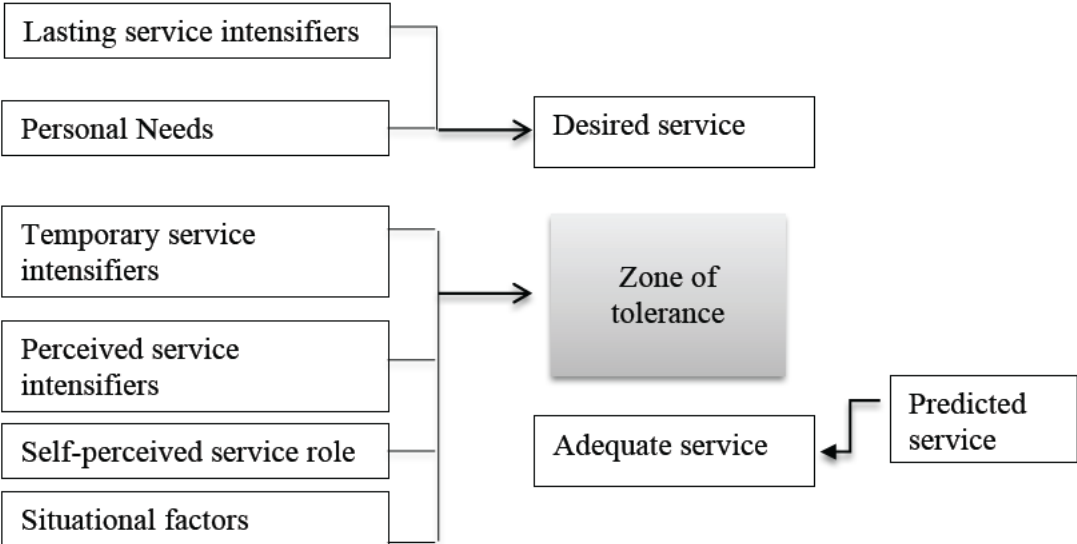 Lasting service intensifiers
Personal Needs
Desired service
Temporary service
intensifiers
Zone of
tolerance
Perceived service
intensifiers
Predicted
service
Self-perceived service role
Adequate service
Situational factors